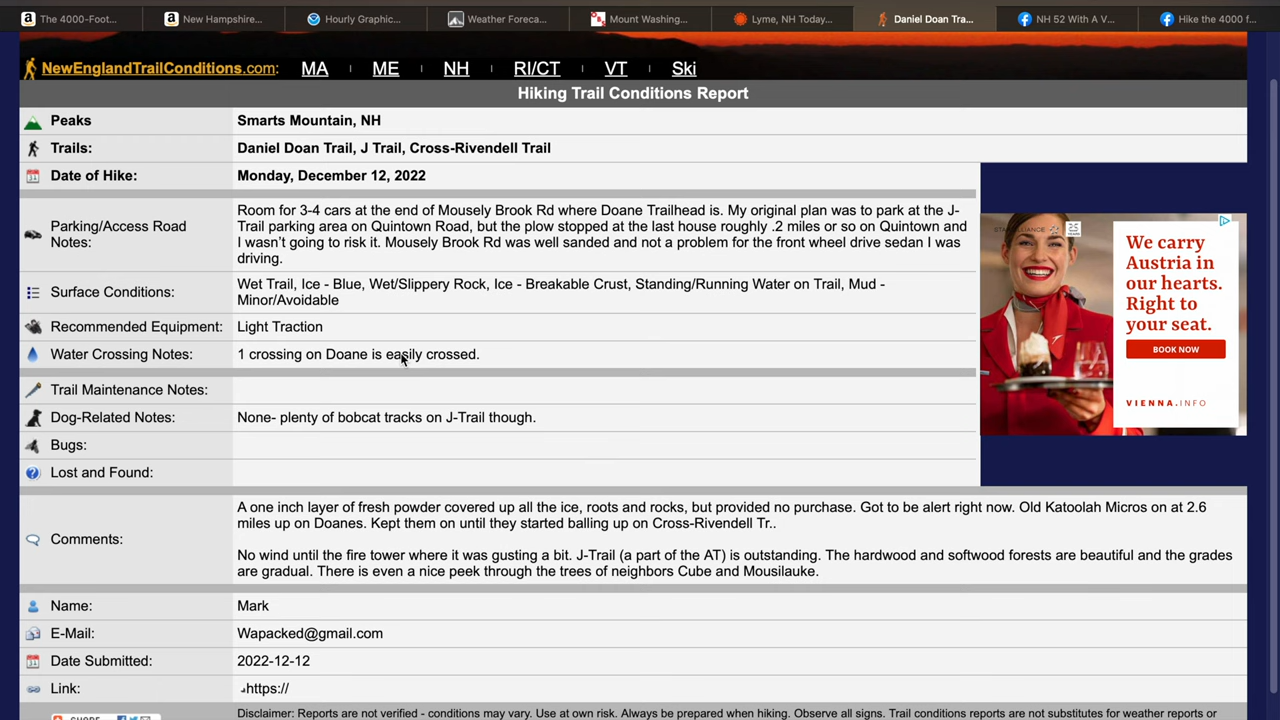 The 4000-Foot...
New Hampshire...
Hourly Graphic...
Weather Foreca...
Mount Washing...
Lyme, NH Today...
Daniel Doan Tra...
NH 52 With A V...
Hike the 4000 f...
NewEnglandTrailConditions.com: MA | ME | NH | RI/CT | VT | Ski
Hiking Trail Conditions Report
Peaks Smarts Mountain, NH
Trails: Daniel Doan Trail, J Trail, Cross-Rivendell Trail
Date of Hike: Monday, December 12, 2022
Parking/Access Road Notes: Room for 3-4 cars at the end of Mousely Brook Rd where Doane Trailhead is. My original plan was to park at the J-
Trail parking area on Quintown Road, but the plow stopped at the last house roughly .2 miles or so on Quintown and
I wasn't going to risk it. Mousely Brook Rd was well sanded and not a problem for the front wheel drive sedan I was
driving.
Surface Conditions: Wet Trail, Ice - Blue, Wet/Slippery Rock, Ice - Breakable Crust, Standing/Running Water on Trail, Mud -
Minor/Avoidable
Recommended Equipment: Light Traction
Water Crossing Notes: 1 crossing on Doane is easily crossed.
Trail Maintenance Notes:
Dog-Related Notes: None- plenty of bobcat tracks on J-Trail though.
Bugs:
Lost and Found:
We carry
Austria in
our hearts.
Right to
your seat.
BOOK NOW
VIENNA.INFO
Comments: A one inch layer of fresh powder covered up all the ice, roots and rocks, but provided no purchase. Got to be alert right now. Old Katoolah Micros on at 2.6
miles up on Doanes. Kept them on until they started balling up on Cross-Rivendell Tr..
No wind until the fire tower where it was gusting a bit. J-Trail (a part of the AT) is outstanding. The hardwood and softwood forests are beautiful and the grades
are gradual. There is even a nice peek through the trees of neighbors Cube and Mousilauke.
Name: Mark
E-Mail: Wapacked@gmail.com
Date Submitted: 2022-12-12
Link: https://
SHARE
Disclaimer: Reports are not verified - conditions may vary. Use at own risk. Always be prepared when hiking. Observe all signs. Trail conditions reports are not substitutes for weather reports or